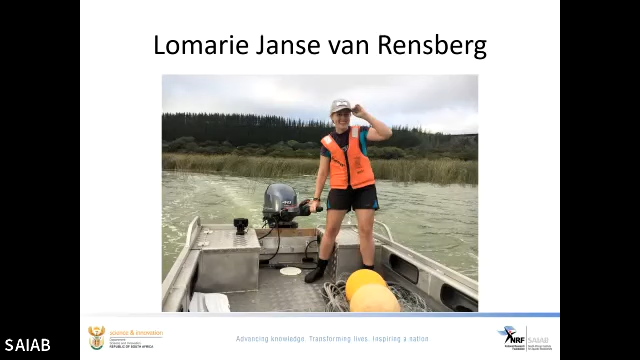 Lomarie Janse van Rensberg
science & innovation
Department:
Science and Innovation
REPUBLIC OF SOUTH AFRICA
Advancing knowledge. Transforming lives. Inspiring a nation
NRF
SAIAB
SAIAB